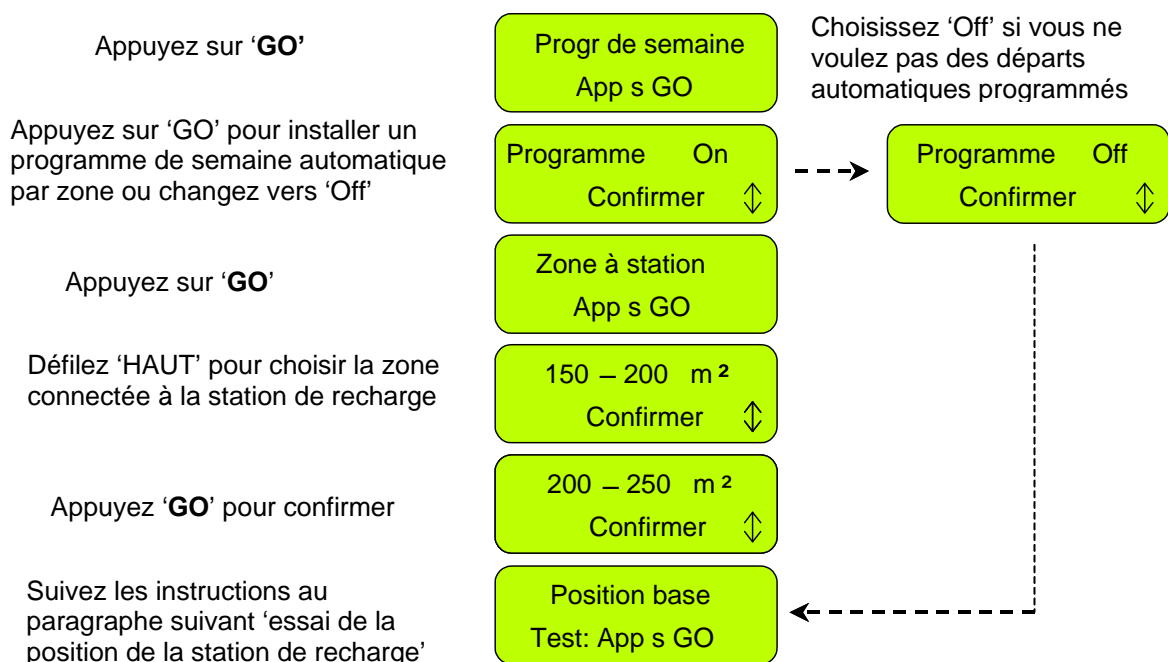 Appuyez sur ‘GO’
Progr de semaine
App s GO
Choisissez ‘Off’ si vous ne
voulez pas des départs
automatiques programmés
Appuyez sur ‘GO’ pour installer un
programme de semaine automatique
par zone ou changez vers ‘Off’
Programme On
Confirmer
Programme Off
Confirmer
Appuyez sur ‘GO’
Zone à station
App s GO
Défilez ‘HAUT’ pour choisir la zone
connectée à la station de recharge
150 – 200 m²
Confirmer
Appuyez ‘GO’ pour confirmer
200 – 250 m²
Confirmer
Suivez les instructions au
paragraphe suivant ‘essai de la
position de la station de recharge’
Position base
Test: App s GO